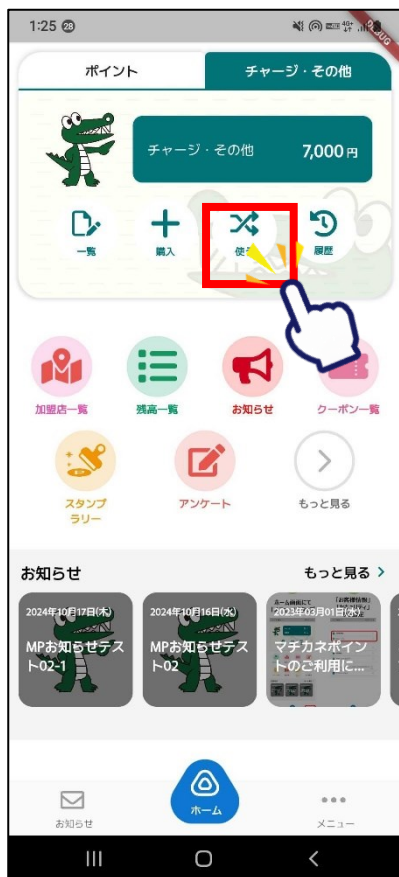 1:25 28
DEBUG
ポイント
チャージ・その他
チャージ・その他 7,000 円
一覧
購入
履歴
加盟店一覧
残高一覧
お知らせ
クーポン一覧
スタンプ
ラリー
アンケート
もっと見る
お知らせ
もっと見る
2024年10月17日(木)
MPお知らせテス
ト02-1
2024年10月16日(水)
MPお知らせテス
ト02
2023年03月01日(水)
マチカネポイン
トのご利用に...
お知らせ
ホーム
メニュー